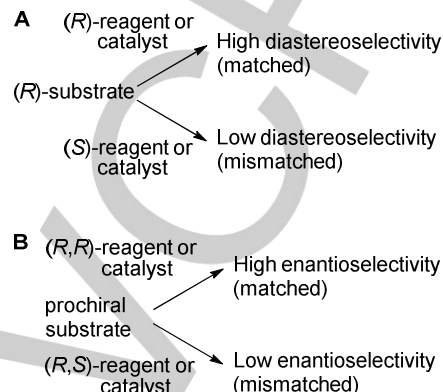 A
(R)-reagent or
catalyst
High diastereoselectivity
(matched)
(R)-substrate
(S)-reagent or
catalyst
Low diastereoselectivity
(mismatched)
B
(R,R)-reagent or
catalyst
High enantioselectivity
(matched)
prochiral
substrate
(R,S)-reagent or
catalyst
Low enantioselectivity
(mismatched)
VCH